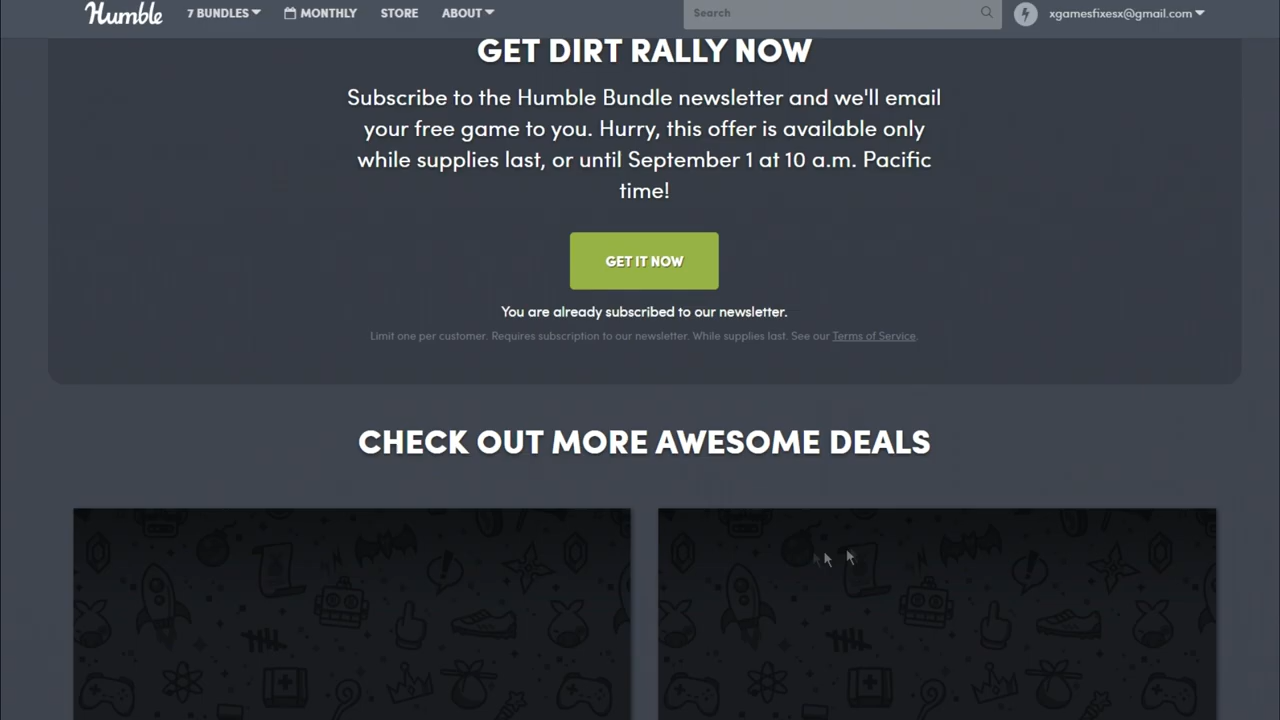 Humble
7 BUNDLES
MONTHLY
STORE
ABOUT
Search
xgamesfixesx@gmail.com
GET DIRT RALLY NOW
Subscribe to the Humble Bundle newsletter and we'll email
your free game to you. Hurry, this offer is available only
while supplies last, or until September 1 at 10 a.m. Pacific
time!
GET IT NOW
You are already subscribed to our newsletter.
Limit one per customer. Requires subscription to our newsletter. While supplies last. See our Terms of Service.
CHECK OUT MORE AWESOME DEALS